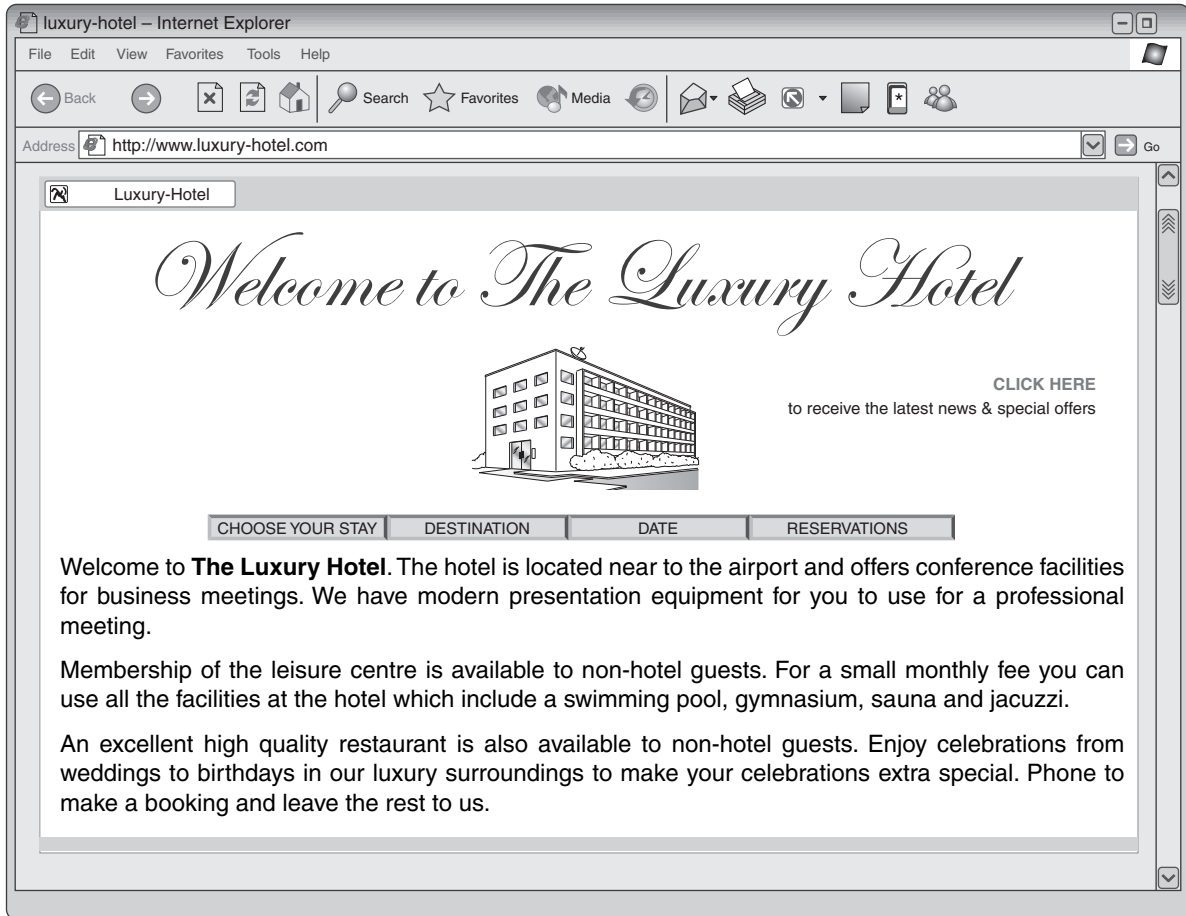 luxury-hotel – Internet Explorer
File Edit View Favorites Tools Help
Back Search Favorites Media
Address http://www.luxury-hotel.com Go
Luxury-Hotel
Welcome to The Luxury Hotel
CLICK HERE
to receive the latest news & special offers
CHOOSE YOUR STAY DESTINATION DATE RESERVATIONS
Welcome to The Luxury Hotel. The hotel is located near to the airport and offers conference facilities
for business meetings. We have modern presentation equipment for you to use for a professional
meeting.
Membership of the leisure centre is available to non-hotel guests. For a small monthly fee you can
use all the facilities at the hotel which include a swimming pool, gymnasium, sauna and jacuzzi.
An excellent high quality restaurant is also available to non-hotel guests. Enjoy celebrations from
weddings to birthdays in our luxury surroundings to make your celebrations extra special. Phone to
make a booking and leave the rest to us.